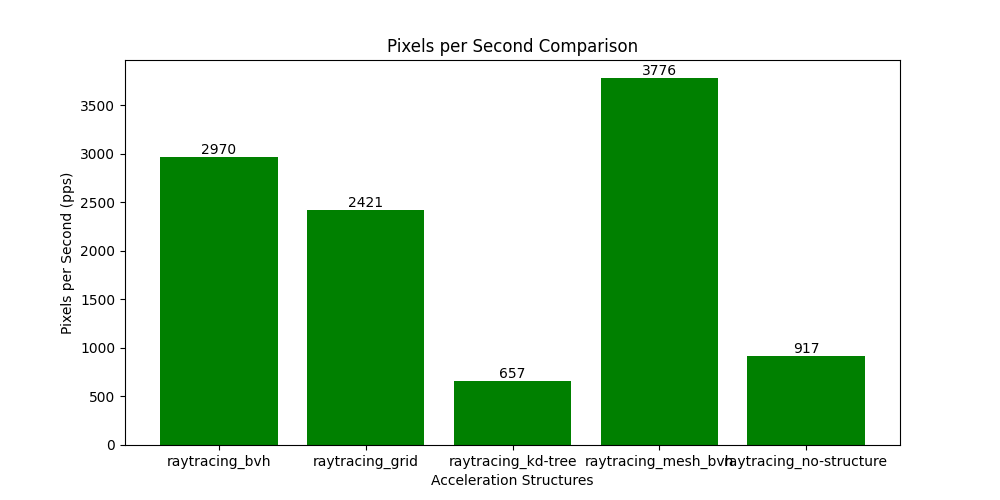 Pixels per Second Comparison
3776
3500
3000
2970
2500
2421
2000
1500
1000
917
657
500
0
Pixels per Second (pps)
raytracing_bvh
raytracing_grid
raytracing_kd-tree
raytracing_mesh_bvh
raytracing_no-structure
Acceleration Structures